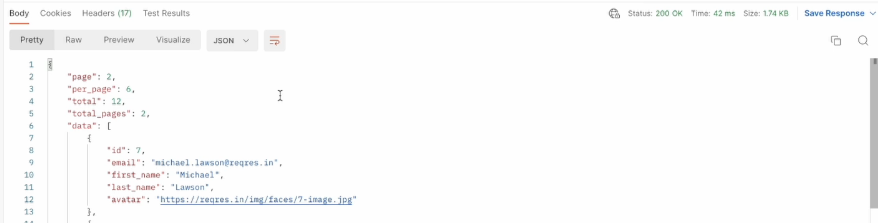 Body Cookies Headers (17) Test Results Status: 200 OK Time: 42 ms Size: 1.74 KB Save Response
Pretty Raw Preview Visualize JSON
1 {
2 "page": 2,
3 "per_page": 6,
4 "total": 12,
5 "total_pages": 2,
6 "data": [
7 {
8 "id": 7,
9 "email": "michael.lawson@reqres.in",
10 "first_name": "Michael",
11 "last_name": "Lawson",
12 "avatar": "https://reqres.in/img/faces/7-image.jpg"
13 },